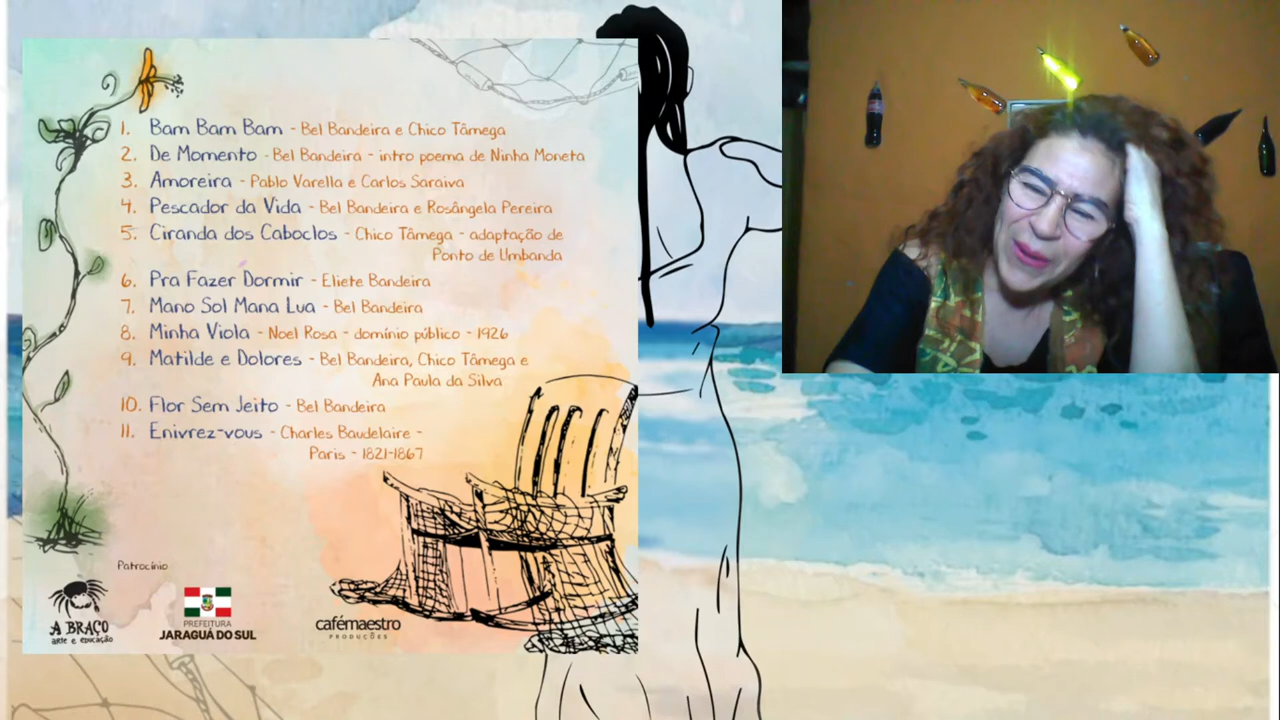 1. Bam Bam Bam - Bel Bandeira e Chico Tâmega
2. De Momento - Bel Bandeira - intro poema de Ninha Moneta
3. Amoreira - Pablo Varella e Carlos Saraiva
4. Pescador da Vida - Bel Bandeira e Rosângela Pereira
5. Ciranda dos Caboclos - Chico Tâmega - adaptação de
Ponto de Umbanda
6. Pra Fazer Dormir - Eliete Bandeira
7. Mano Sol Mana Lua - Bel Bandeira
8. Minha Viola - Noel Rosa - domínio público - 1926
9. Matilde e Dolores - Bel Bandeira, Chico Tâmega e
Ana Paula da Silva
10. Flor Sem Jeito - Bel Bandeira
11. Enivrez-vous - Charles Baudelaire -
Paris - 1821-1867
Patrocínio
A BRAÇO
arte e educação
PREFEITURA
JARAGUÁ DO SUL
cafémaestro
PRODUÇÕES